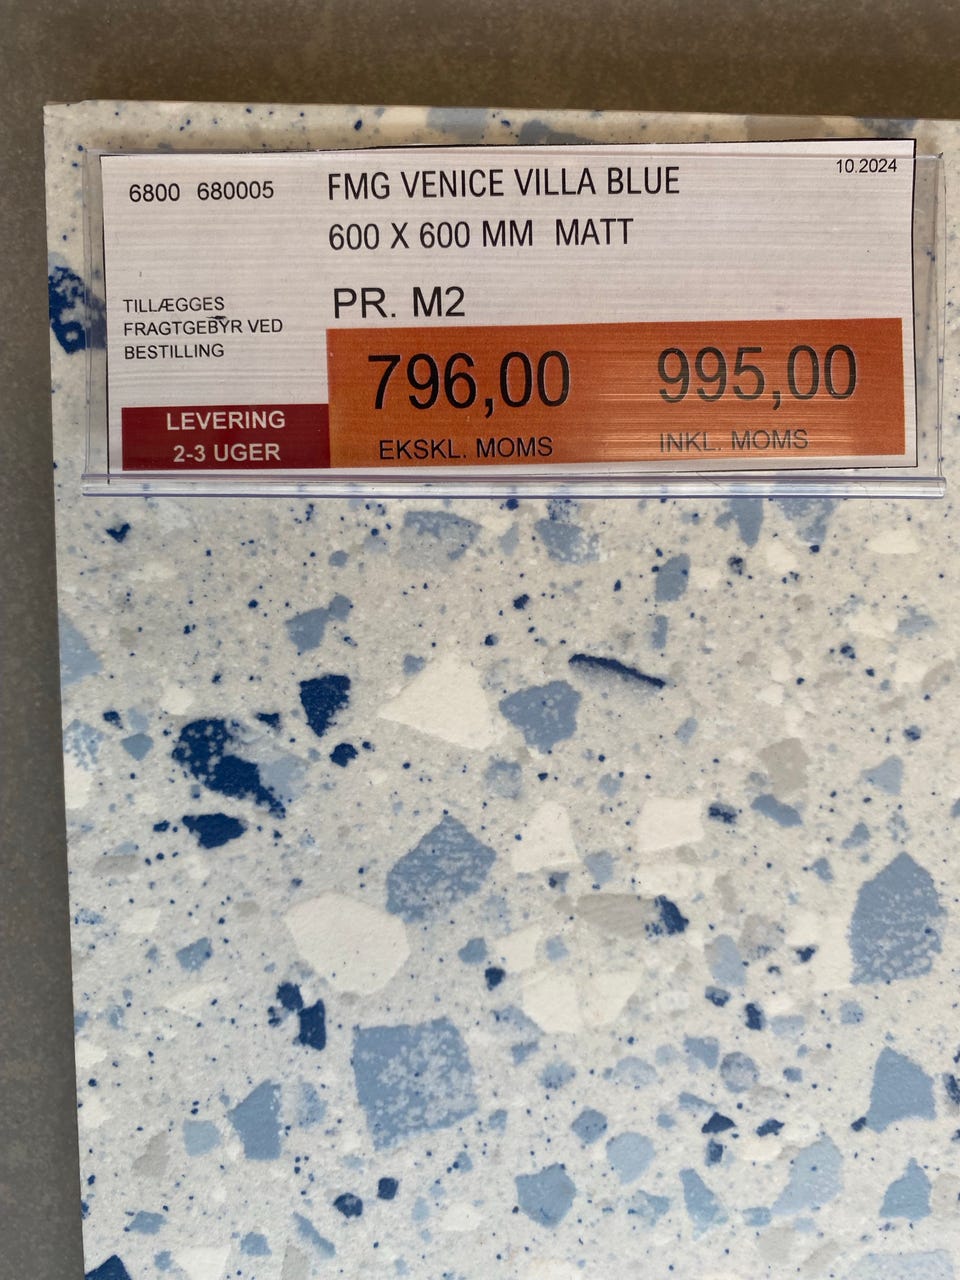 10.2024
6800 680005 FMG VENICE VILLA BLUE
600 X 600 MM MATT
PR. M2
TILLÆGGES
FRAGTGEBYR VED
BESTILLING
796,00 995,00
EKSKL. MOMS INKL. MOMS
LEVERING
2-3 UGER